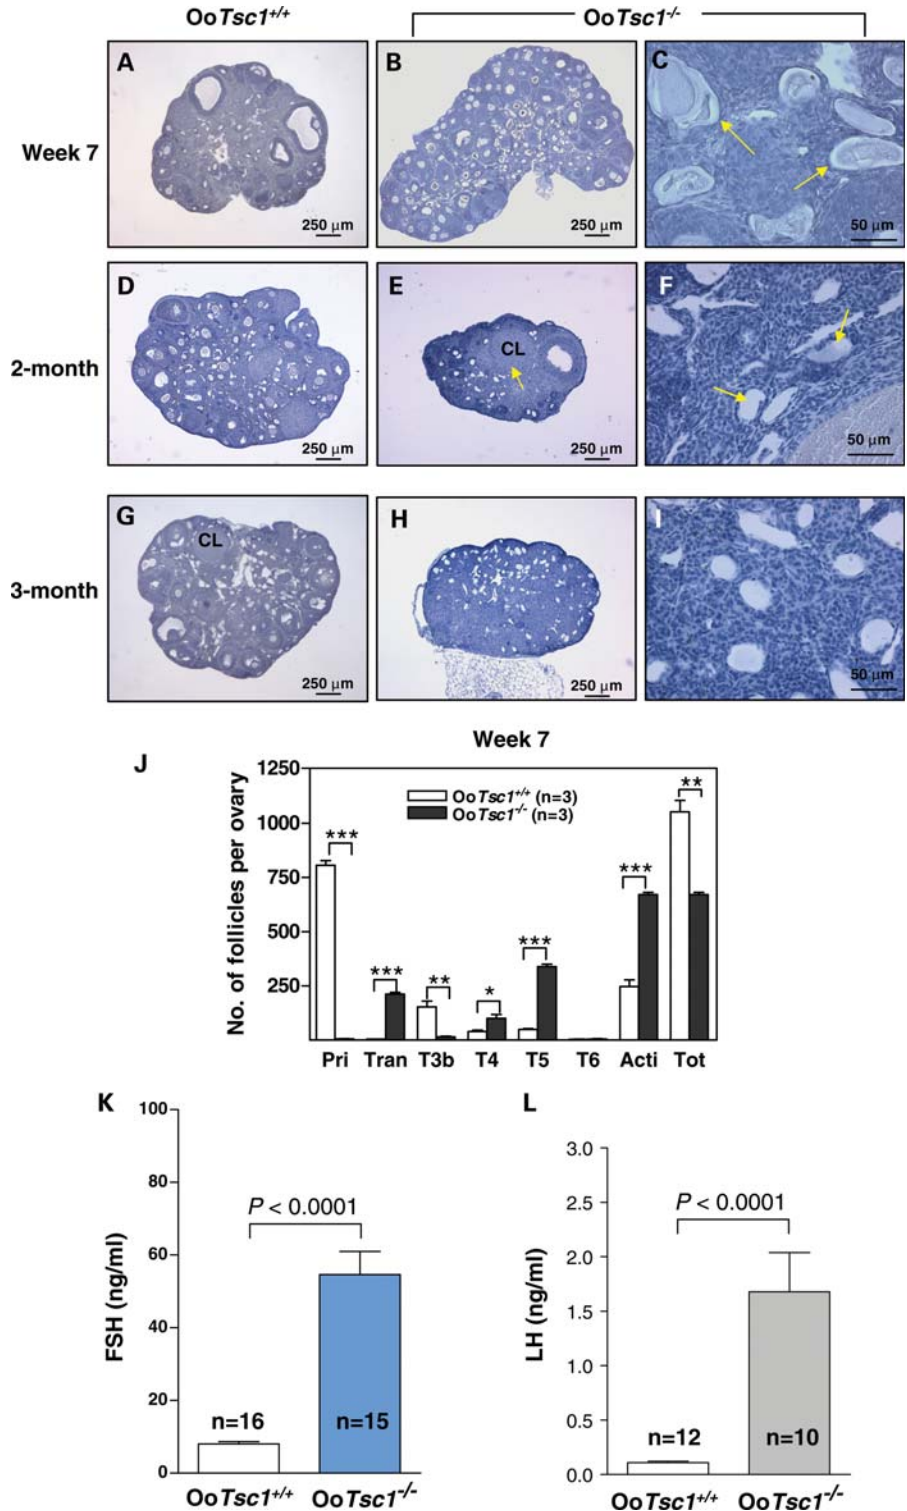 OoTsc1+/+ OoTsc1-/-
A B C
Week 7
250 μm 250 μm 50 μm
D E F
CL
2-month
250 μm 250 μm 50 μm
G H I
CL
3-month
250 μm 250 μm 50 μm
Week 7
J
No. of follicles per ovary
1250
1000
750
500
250
OoTsc1+/+ (n=3)
OoTsc1-/- (n=3)
*** *** ** * *** *** **
Pri Tran T3b T4 T5 T6 Acti Tot
K
FSH (ng/ml)
100
80
60
40
20
0
P < 0.0001
n=16 n=15
OoTsc1+/+ OoTsc1-/-
L
LH (ng/ml)
3.0
2.5
2.0
1.5
1.0
0.5
0.0
P < 0.0001
n=12 n=10
OoTsc1+/+ OoTsc1-/-